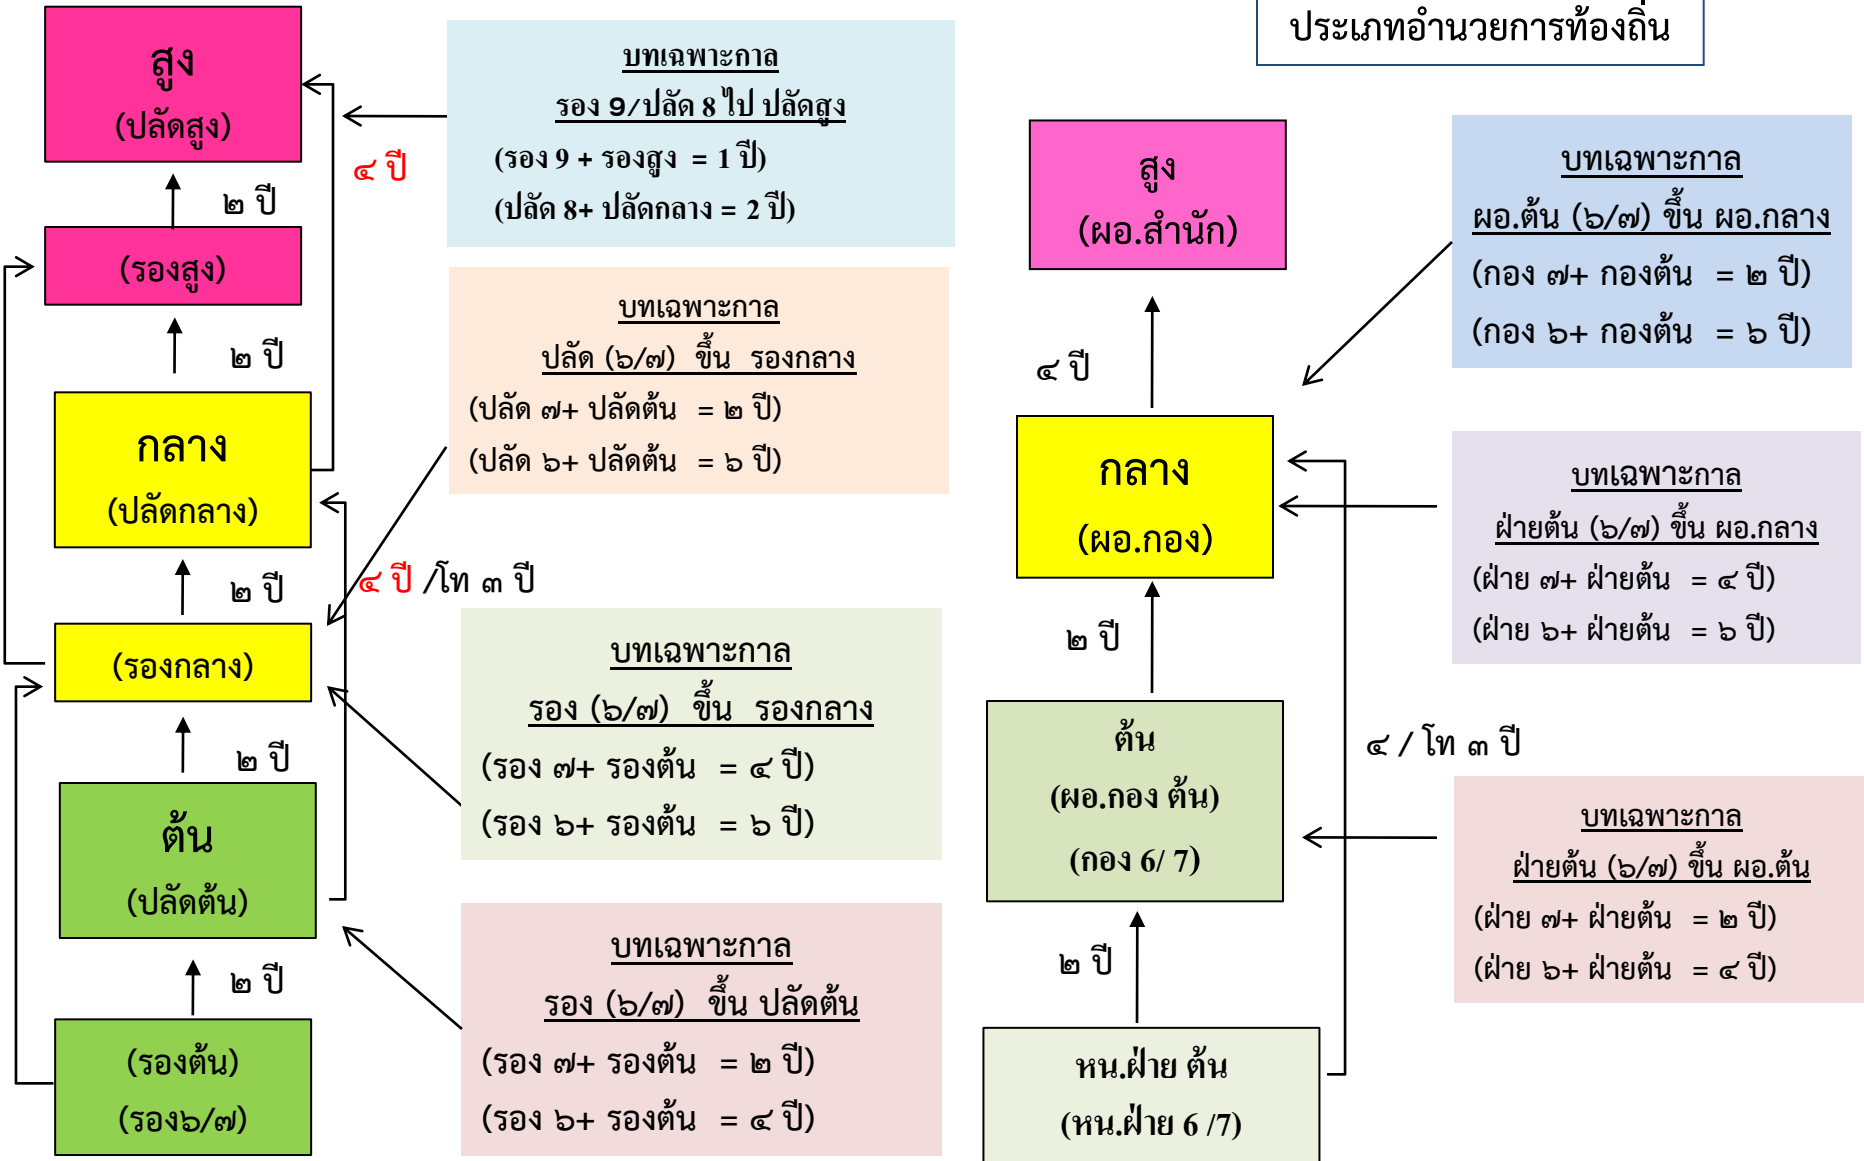 สูง
(ปลัดสูง)
๒ ปี
๔ ปี
(รองสูง)
๒ ปี
กลาง
(ปลัดกลาง)
๒ ปี
๔ ปี /โท ๓ ปี
(รองกลาง)
๒ ปี
ต้น
(ปลัดต้น)
๒ ปี
(รองต้น)
(รอง๖/๗)
บทเฉพาะกาล
รอง 9/ปลัด 8 ไป ปลัดสูง
(รอง 9 + รองสูง = 1 ปี)
(ปลัด 8+ ปลัดกลาง = 2 ปี)
บทเฉพาะกาล
ปลัด (๖/๗) ขึ้น รองกลาง
(ปลัด ๗+ ปลัดต้น = ๒ ปี)
(ปลัด ๖+ ปลัดต้น = ๖ ปี)
บทเฉพาะกาล
รอง (๖/๗) ขึ้น รองกลาง
(รอง ๗+ รองต้น = ๔ ปี)
(รอง ๖+ รองต้น = ๖ ปี)
บทเฉพาะกาล
รอง (๖/๗) ขึ้น ปลัดต้น
(รอง ๗+ รองต้น = ๒ ปี)
(รอง ๖+ รองต้น = ๔ ปี)
ประเภทอำนวยการท้องถิ่น
สูง
(ผอ.สำนัก)
๔ ปี
กลาง
(ผอ.กอง)
๒ ปี
ต้น
(ผอ.กอง ต้น)
(กอง 6/ 7)
๔ / โท ๓ ปี
๒ ปี
หน.ฝ่าย ต้น
(หน.ฝ่าย 6 /7)
บทเฉพาะกาล
ผอ.ต้น (๖/๗) ขึ้น ผอ.กลาง
(กอง ๗+ กองต้น = ๒ ปี)
(กอง ๖+ กองต้น = ๖ ปี)
บทเฉพาะกาล
ฝ่ายต้น (๖/๗) ขึ้น ผอ.กลาง
(ฝ่าย ๗+ ฝ่ายต้น = ๔ ปี)
(ฝ่าย ๖+ ฝ่ายต้น = ๖ ปี)
บทเฉพาะกาล
ฝ่ายต้น (๖/๗) ขึ้น ผอ.ต้น
(ฝ่าย ๗+ ฝ่ายต้น = ๒ ปี)
(ฝ่าย ๖+ ฝ่ายต้น = ๔ ปี)